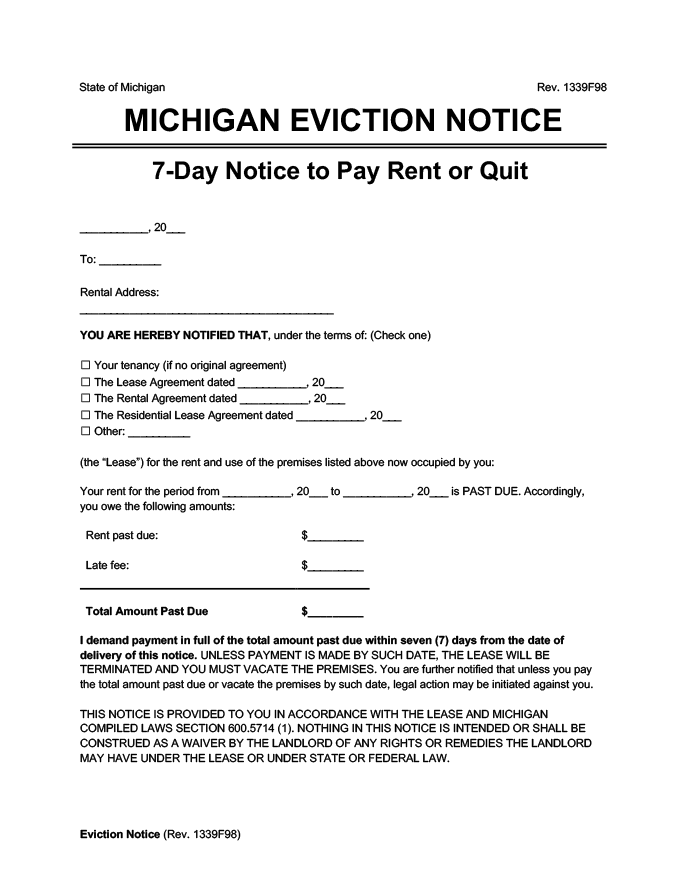 State of Michigan Rev. 1339F98
MICHIGAN EVICTION NOTICE
7-Day Notice to Pay Rent or Quit
___________, 20___
To: __________
Rental Address:
_________________________________________
YOU ARE HEREBY NOTIFIED THAT, under the terms of: (Check one)
☐ Your tenancy (if no original agreement)
☐ The Lease Agreement dated ___________, 20___
☐ The Rental Agreement dated ___________, 20___
☐ The Residential Lease Agreement dated ___________, 20___
☐ Other: __________
(the “Lease”) for the rent and use of the premises listed above now occupied by you:
Your rent for the period from ___________, 20___ to ___________, 20___ is PAST DUE. Accordingly,
you owe the following amounts:
Rent past due: $_________
Late fee: $_________
Total Amount Past Due $_________
I demand payment in full of the total amount past due within seven (7) days from the date of
delivery of this notice. UNLESS PAYMENT IS MADE BY SUCH DATE, THE LEASE WILL BE
TERMINATED AND YOU MUST VACATE THE PREMISES. You are further notified that unless you pay
the total amount past due or vacate the premises by such date, legal action may be initiated against you.
THIS NOTICE IS PROVIDED TO YOU IN ACCORDANCE WITH THE LEASE AND MICHIGAN
COMPILED LAWS SECTION 600.5714 (1). NOTHING IN THIS NOTICE IS INTENDED OR SHALL BE
CONSTRUED AS A WAIVER BY THE LANDLORD OF ANY RIGHTS OR REMEDIES THE LANDLORD
MAY HAVE UNDER THE LEASE OR UNDER STATE OR FEDERAL LAW.
Eviction Notice (Rev. 1339F98)